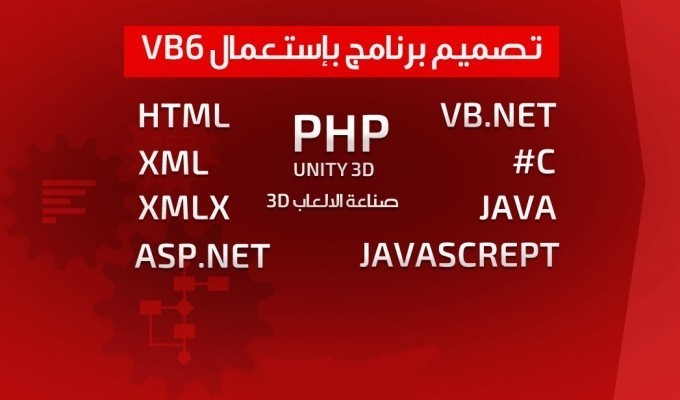 تصميم برنامج بإستعمال VB6
HTML
XML
XMLX
ASP.NET
PHP
UNITY 3D
صناعة الالعاب 3D
VB.NET
#C
JAVA
JAVASCREPT